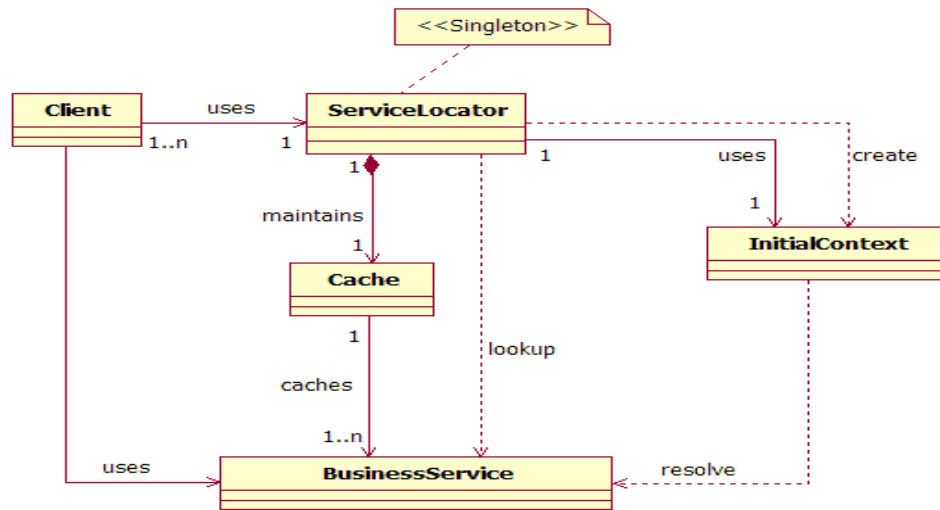 <<Singleton>>
Client
uses
ServiceLocator
1..n
1
1
1
uses
create
maintains
1
1
InitialContext
Cache
1
lookup
caches
1..n
uses
BusinessService
resolve